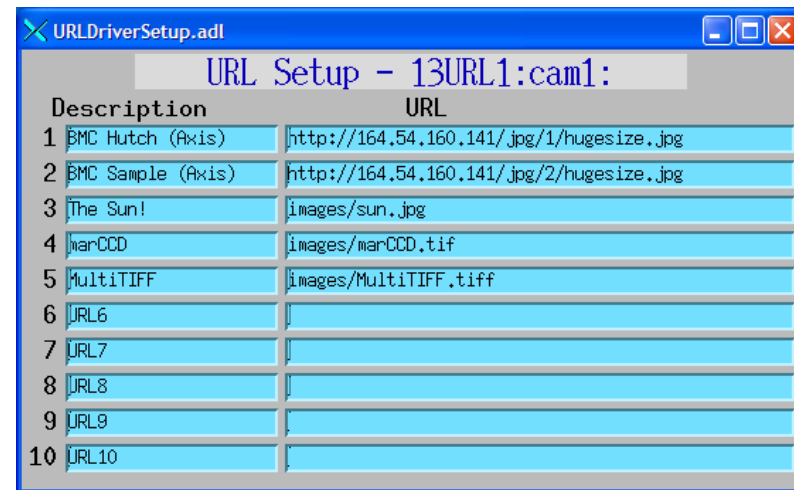 URLDriverSetup.adl
URL Setup - 13URL1:cam1:
Description URL
1 BMC Hutch (Axis) http://164.54.160.141/jpg/1/hugesize.jpg
2 BMC Sample (Axis) http://164.54.160.141/jpg/2/hugesize.jpg
3 The Sun! images/sun.jpg
4 marCCD images/marCCD.tif
5 MultiTIFF images/MultiTIFF.tiff
6 URL6
7 URL7
8 URL8
9 URL9
10 URL10